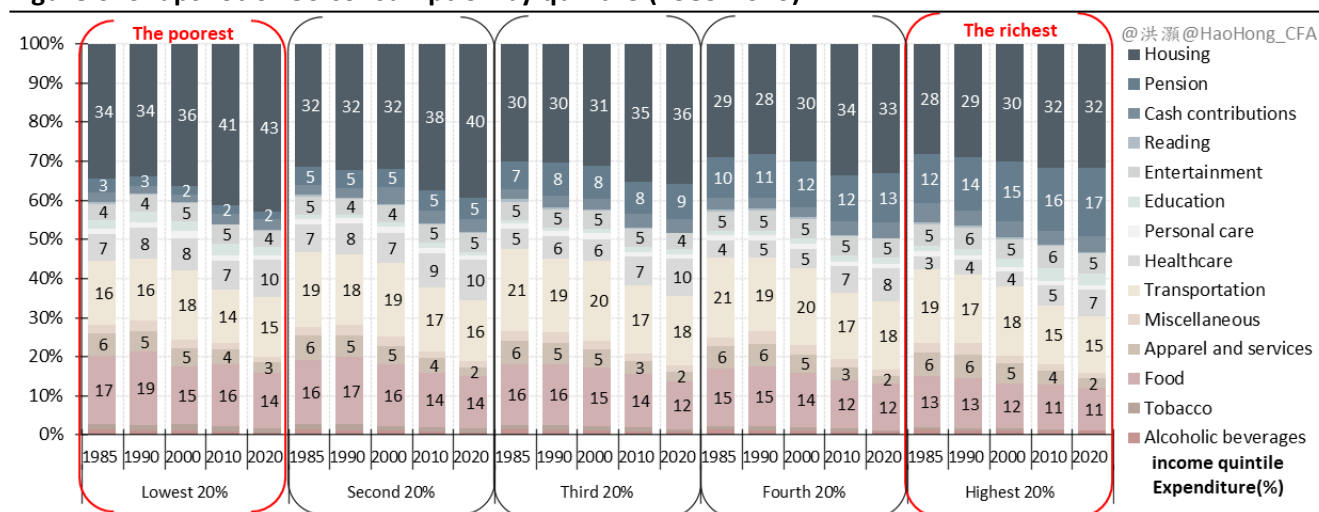 consumption by quintile
The poorest
The richest
@洪灝@HaoHong_CFA
100%
90%
80%
70%
60%
50%
40%
30%
20%
10%
0%
34 34 36 41 43 32 32 32 38 40 30 30 31 35 36 29 28 30 34 33 28 29 30 32 32
3 3 2 2 2 5 5 5 5 5 7 8 8 8 9 10 11 12 12 13 12 14 15 16 17
4 4 5 5 4 5 4 4 5 5 5 5 5 5 4 5 5 5 5 5 5 6 5 6 5
7 8 8 7 10 7 8 7 9 10 5 6 6 7 10 4 5 5 7 8 3 4 4 5 7
16 16 18 14 15 19 18 19 17 16 21 19 20 17 18 21 19 20 17 18 19 17 18 15 15
6 5 5 4 3 6 5 5 4 2 6 5 5 3 2 6 6 5 3 2 6 6 5 4 2
17 19 15 16 14 16 17 16 14 14 16 16 15 14 12 15 15 14 12 12 13 13 12 11 11
1985 1990 2000 2010 2020 1985 1990 2000 2010 2020 1985 1990 2000 2010 2020 1985 1990 2000 2010 2020 1985 1990 2000 2010 2020
Lowest 20% Second 20% Third 20% Fourth 20% Highest 20%
Housing
Pension
Cash contributions
Reading
Entertainment
Education
Personal care
Healthcare
Transportation
Miscellaneous
Apparel and services
Food
Tobacco
Alcoholic beverages
income quintile
Expenditure(%)